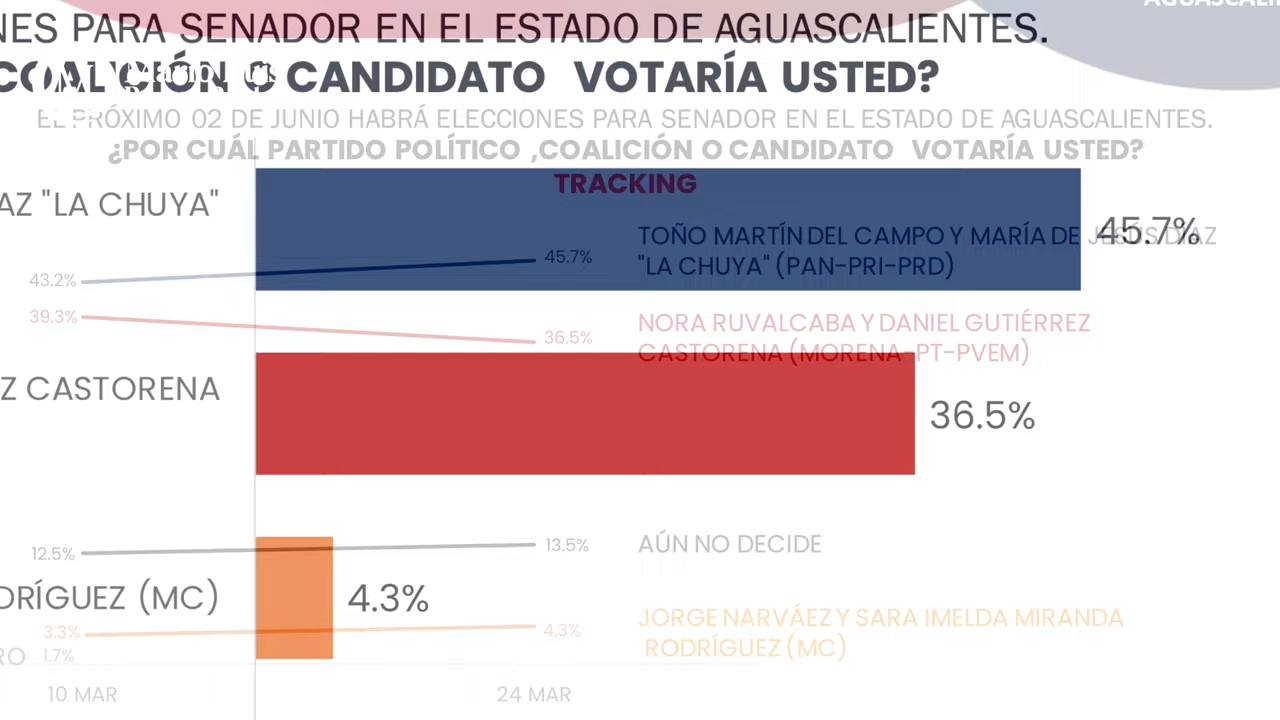 NES PARA SENADOR EN EL ESTADO DE AGUASCALIENTES.
COALICIÓN O CANDIDATO VOTARÍA USTED?
EL PRÓXIMO 02 DE JUNIO HABRÁ ELECCIONES PARA SENADOR EN EL ESTADO DE AGUASCALIENTES.
¿POR CUÁL PARTIDO POLÍTICO ,COALICIÓN O CANDIDATO VOTARÍA USTED?
TRACKING
AZ "LA CHUYA"
45.7%
TOÑO MARTÍN DEL CAMPO Y MARÍA DE JESÚS DÍAZ
"LA CHUYA" (PAN-PRI-PRD)
43.2%
45.7%
39.3%
36.5%
NORA RUVALCABA Y DANIEL GUTIÉRREZ
CASTORENA (MORENA-PT-PVEM)
Z CASTORENA
36.5%
12.5%
13.5%
AÚN NO DECIDE
DRÍGUEZ (MC)
4.3%
3.3%
4.3%
JORGE NARVÁEZ Y SARA IMELDA MIRANDA
RODRÍGUEZ (MC)
RO
1.7%
10 MAR
24 MAR